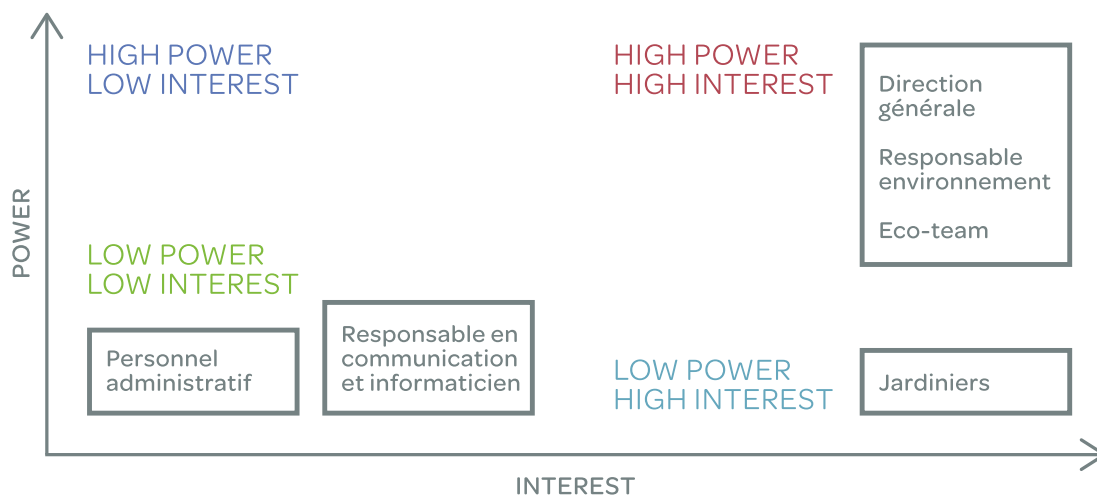 HIGH POWER
LOW INTEREST
HIGH POWER
HIGH INTEREST
Direction
générale
Responsable
environnement
Eco-team
POWER
LOW POWER
LOW INTEREST
Personnel
administratif
Responsable en
communication
et informaticien
LOW POWER
HIGH INTEREST
Jardiniers
INTEREST